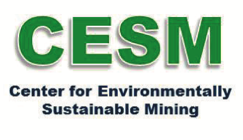 CESM
Center for Environmentally
Sustainable Mining